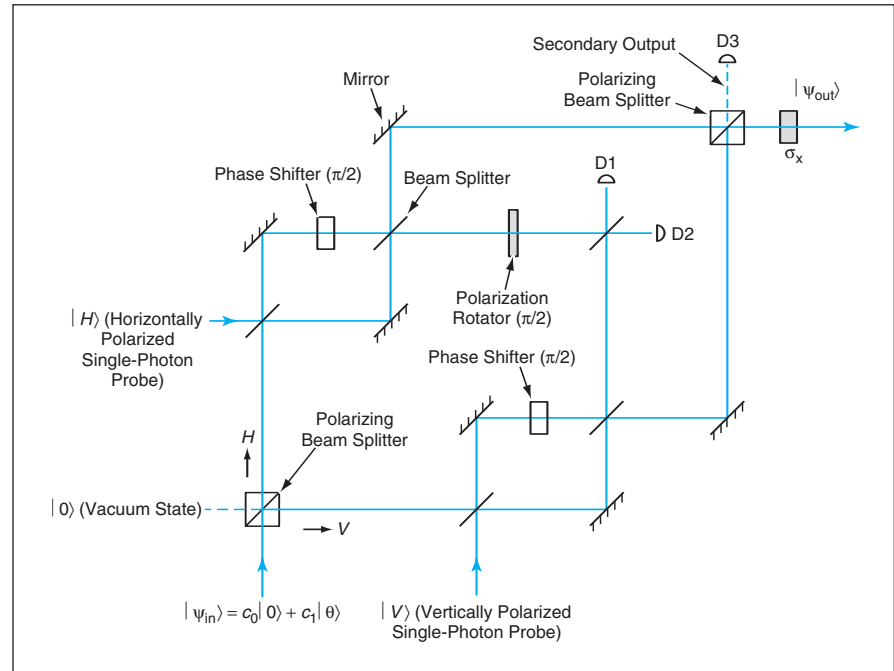 Secondary Output
D3
Mirror
Polarizing
Beam Splitter
| ψout⟩
σx
D1
Phase Shifter (π/2)
Beam Splitter
D2
| H⟩ (Horizontally
Polarized
Single-Photon
Probe)
Polarization
Rotator (π/2)
Phase Shifter (π/2)
Polarizing
Beam Splitter
H
| 0⟩ (Vacuum State)
V
| ψin⟩ = c0| 0⟩ + c1| θ⟩
| V⟩ (Vertically Polarized
Single-Photon Probe)